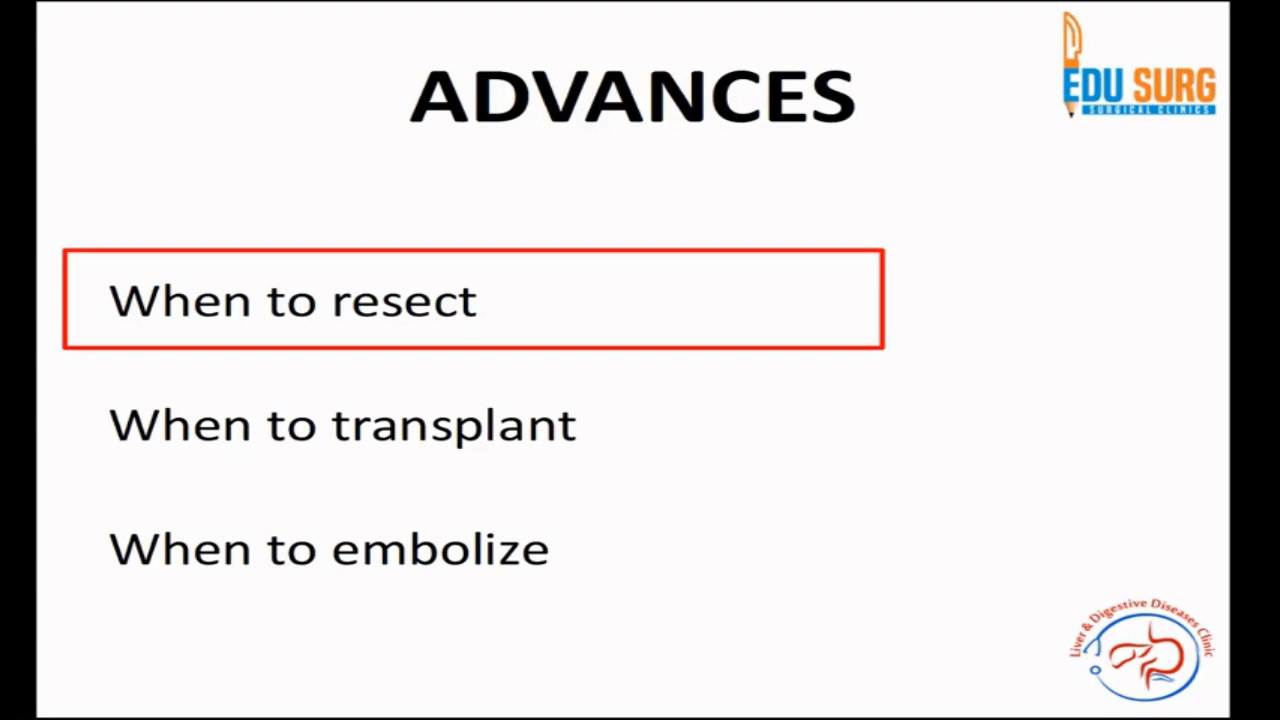 ADVANCES
EDU SURG
SURGICAL CLINICS
When to resect
When to transplant
When to embolize
Liver & Digestive Diseases Clinic